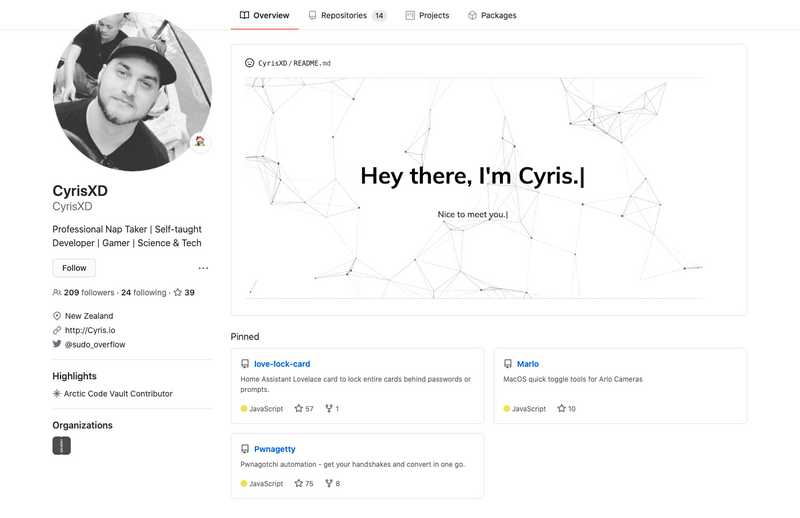 Overview
Repositories 14
Projects
Packages
CyrisXD
CyrisXD
Professional Nap Taker | Self-taught
Developer | Gamer | Science & Tech
Follow
209 followers · 24 following · 39
New Zealand
http://Cyris.io
@sudo_overflow
Highlights
Arctic Code Vault Contributor
Organizations
CyrisXD/README.md
Hey there, I'm Cyris.|
Nice to meet you.|
Pinned
love-lock-card
Home Assistant Lovelace card to lock entire cards behind passwords or
prompts.
JavaScript 57 1
Marlo
MacOS quick toggle tools for Arlo Cameras
JavaScript 10
Pwnagetty
Pwnagotchi automation - get your handshakes and convert in one go.
JavaScript 75 8